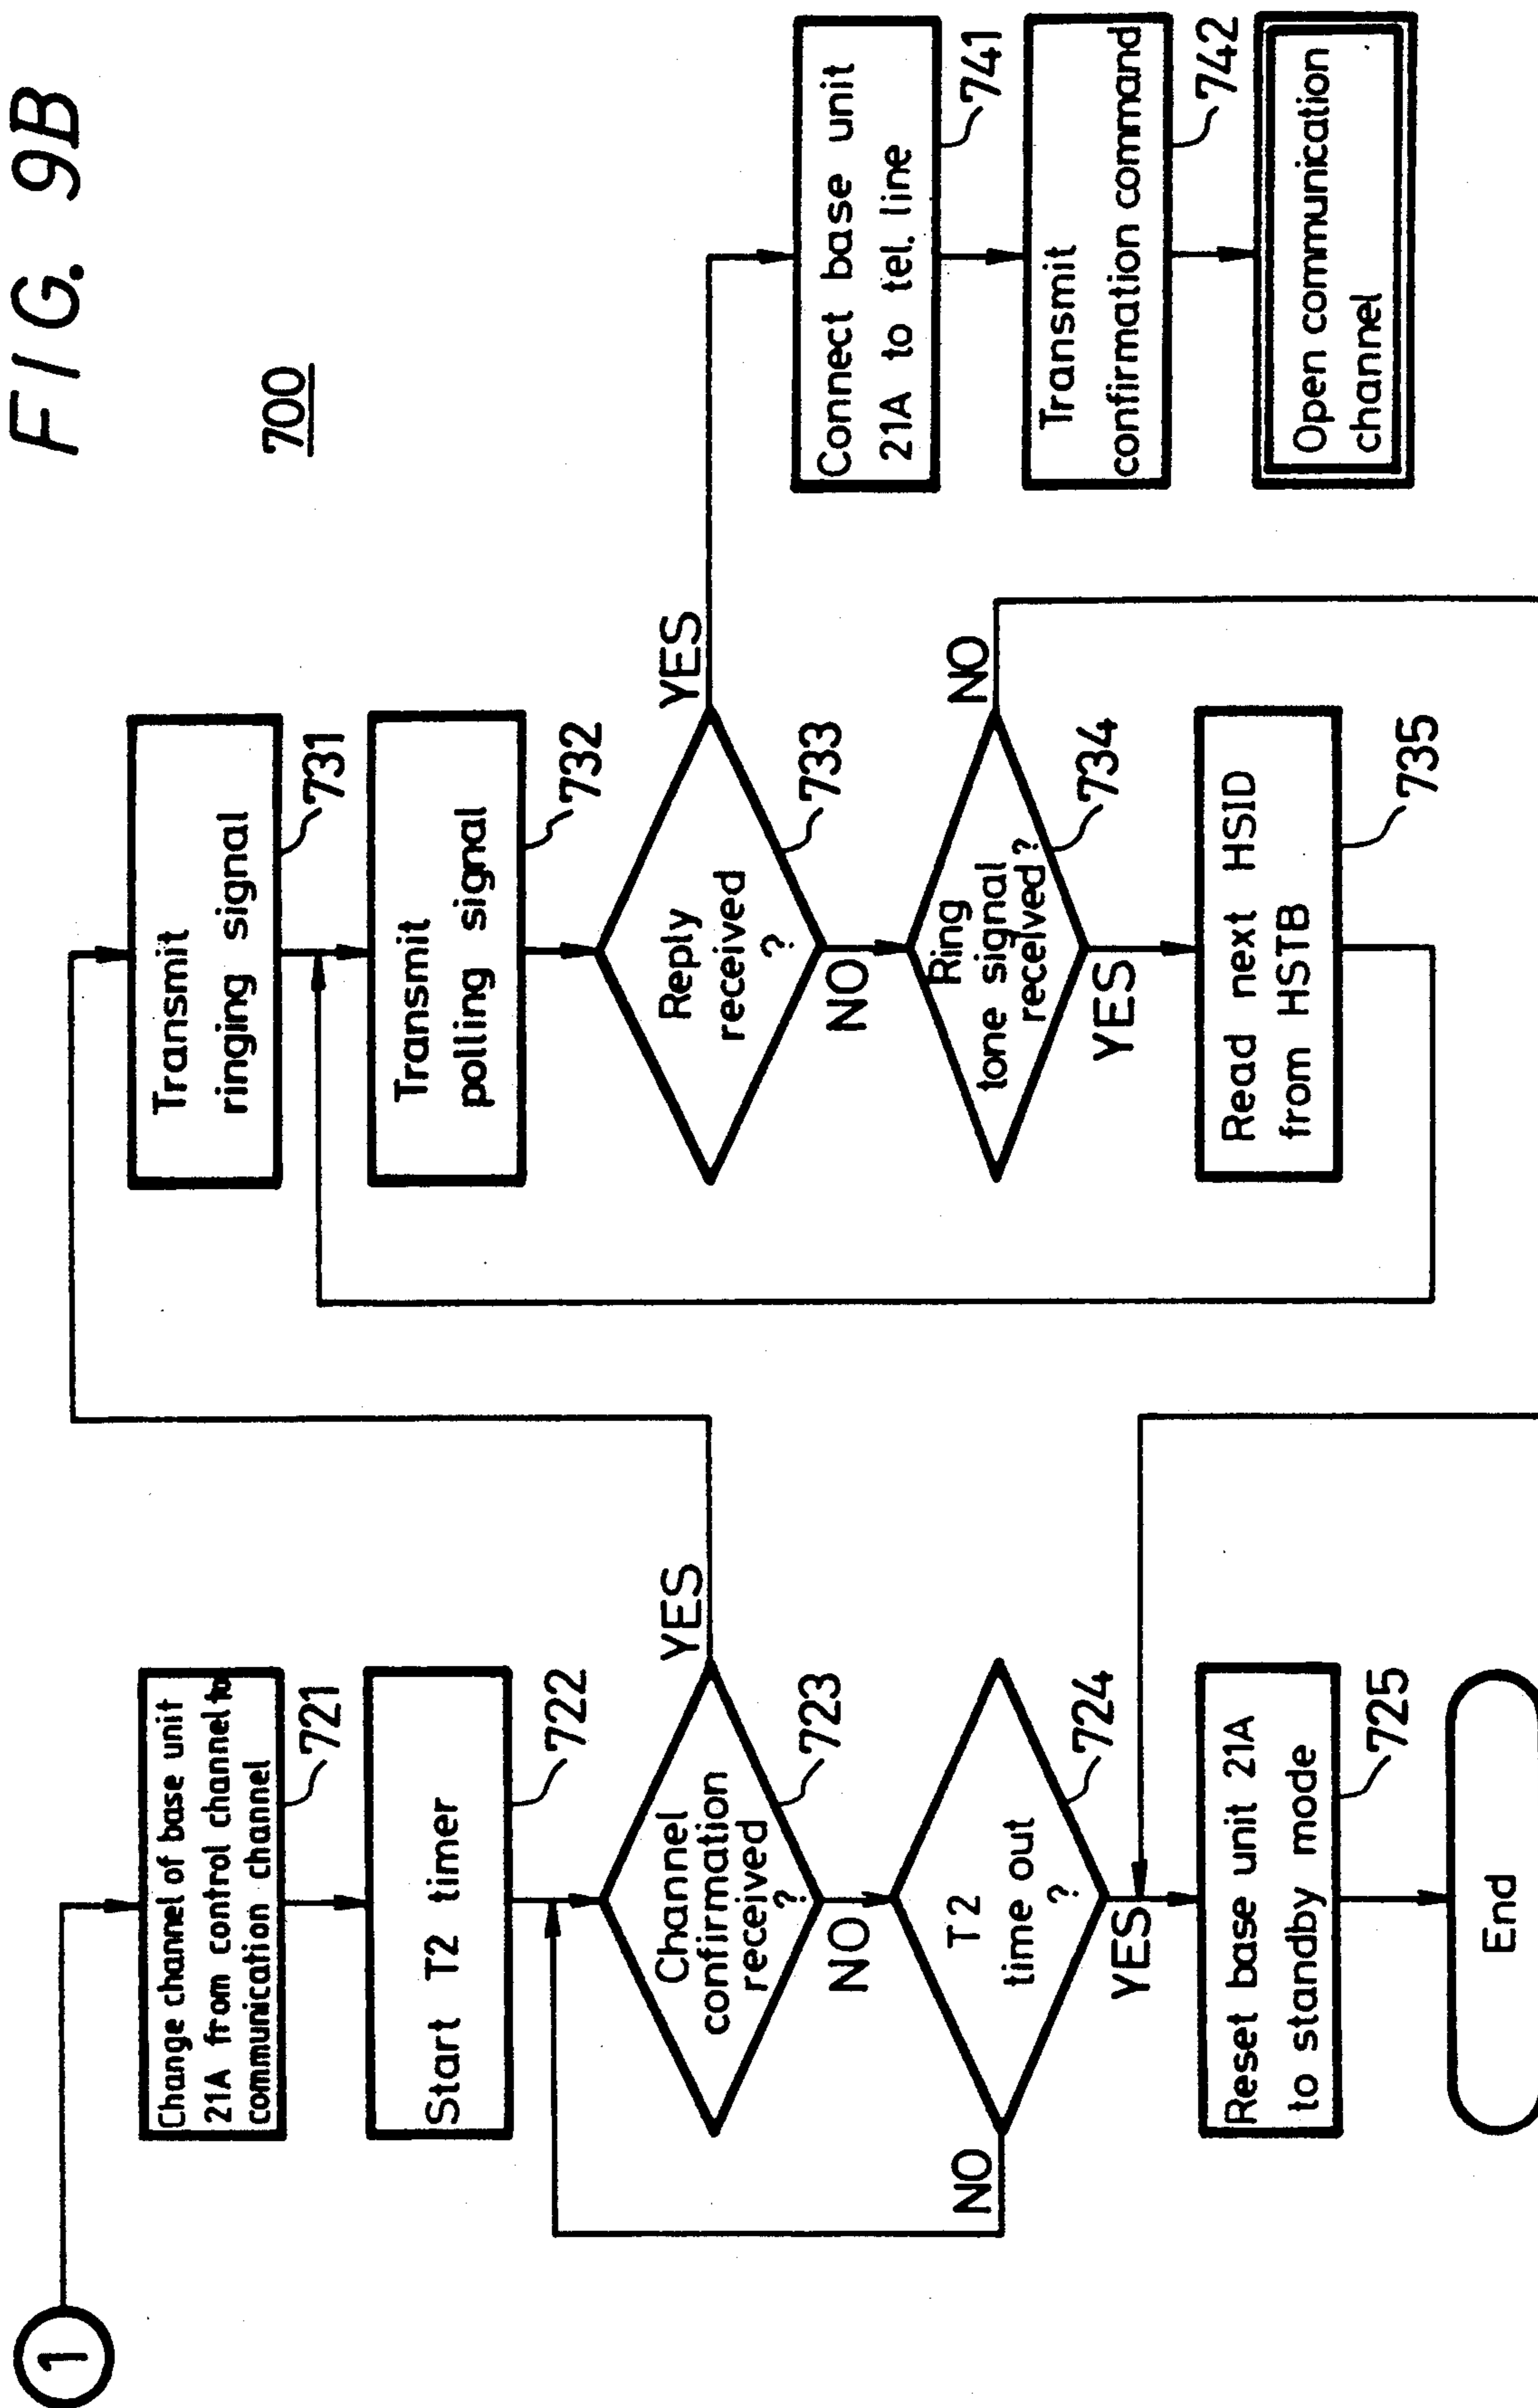 FIG. 9B
700
1
Change channel of base unit
21A from control channel to
communication channel
721
Start T2 timer
722
Channel
confirmation
received
?
723
YES
NO
T2
time out
?
724
NO
YES
Reset base unit 21A
to standby mode
725
End
Transmit
ringing signal
731
Transmit
polling signal
732
Reply
received
?
733
YES
NO
Ring
tone signal
received?
734
NO
YES
Read next HSID
from HSTB
735
Connect base unit
21A to tel. line
741
Transmit
confirmation command
742
Open communication
channel